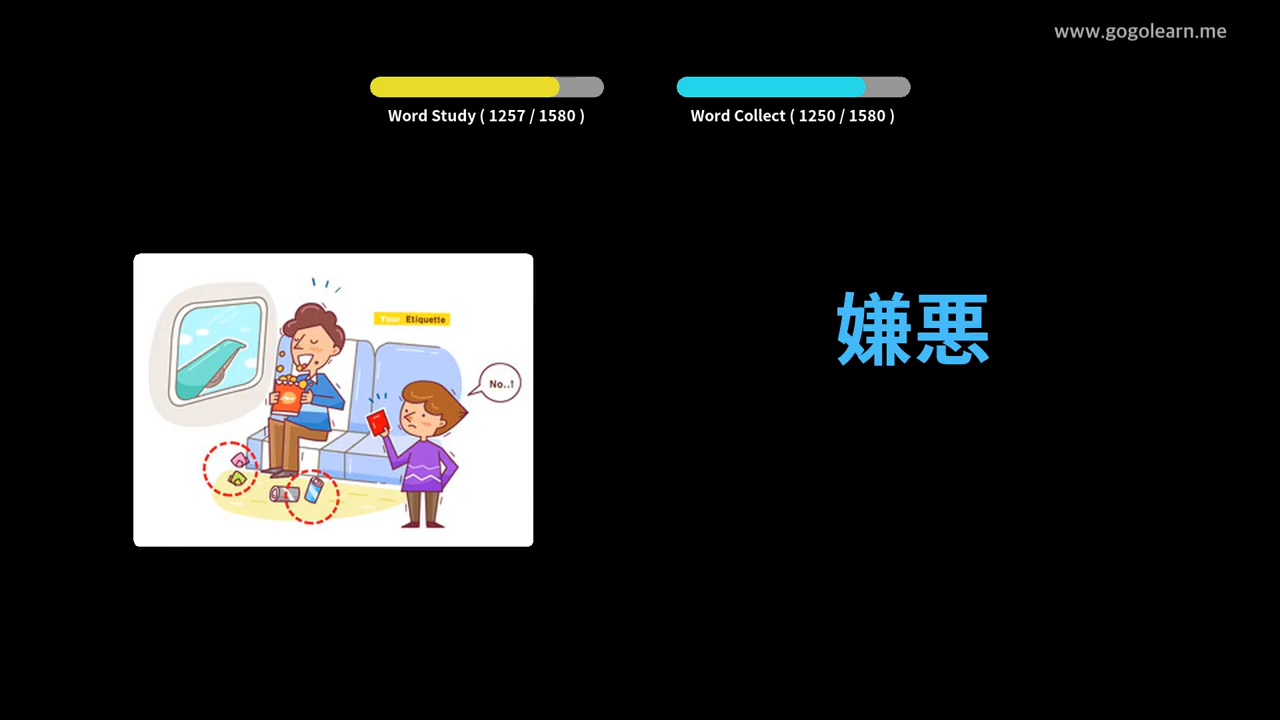 www.gogolearn.me
Word Study ( 1257 / 1580 )
Word Collect ( 1250 / 1580 )
Your Etiquette
No..!
嫌悪